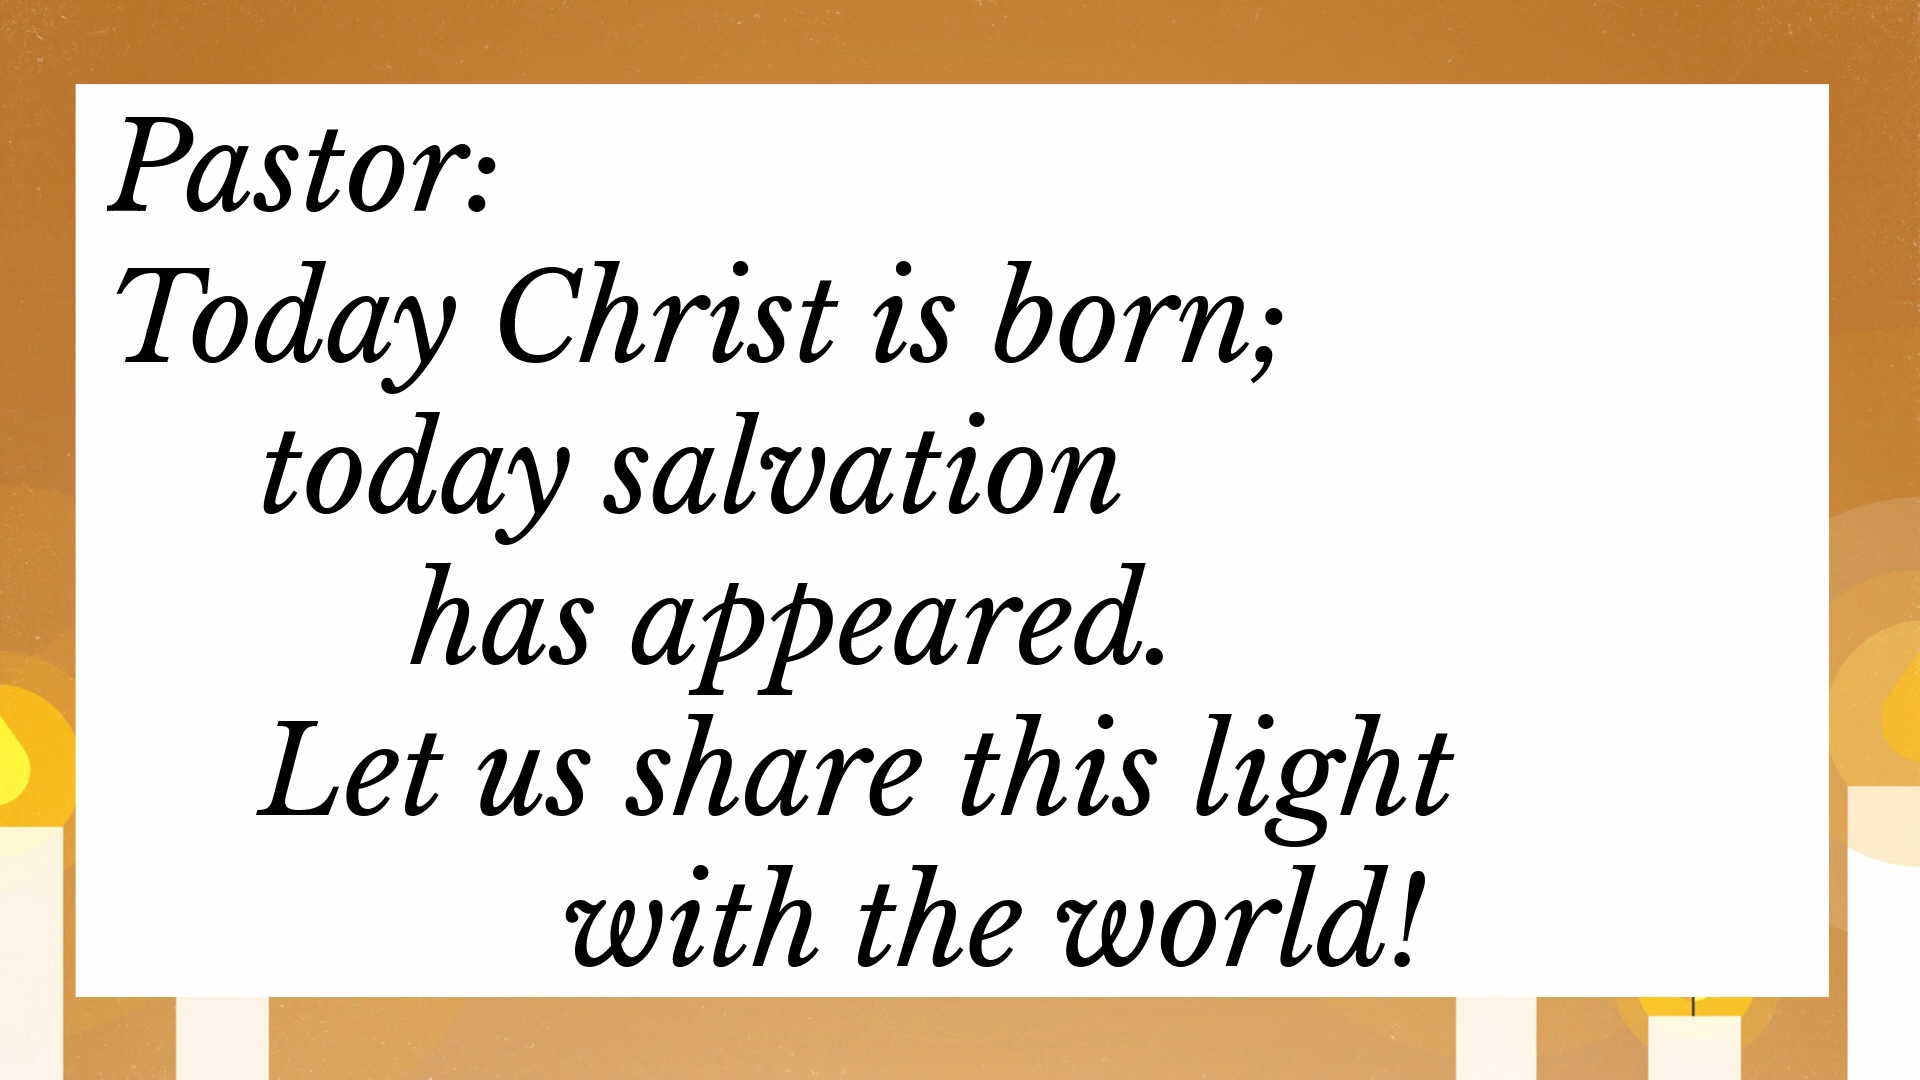 Pastor:
Today Christ is born;
today salvation
has appeared.
Let us share this light
with the world!